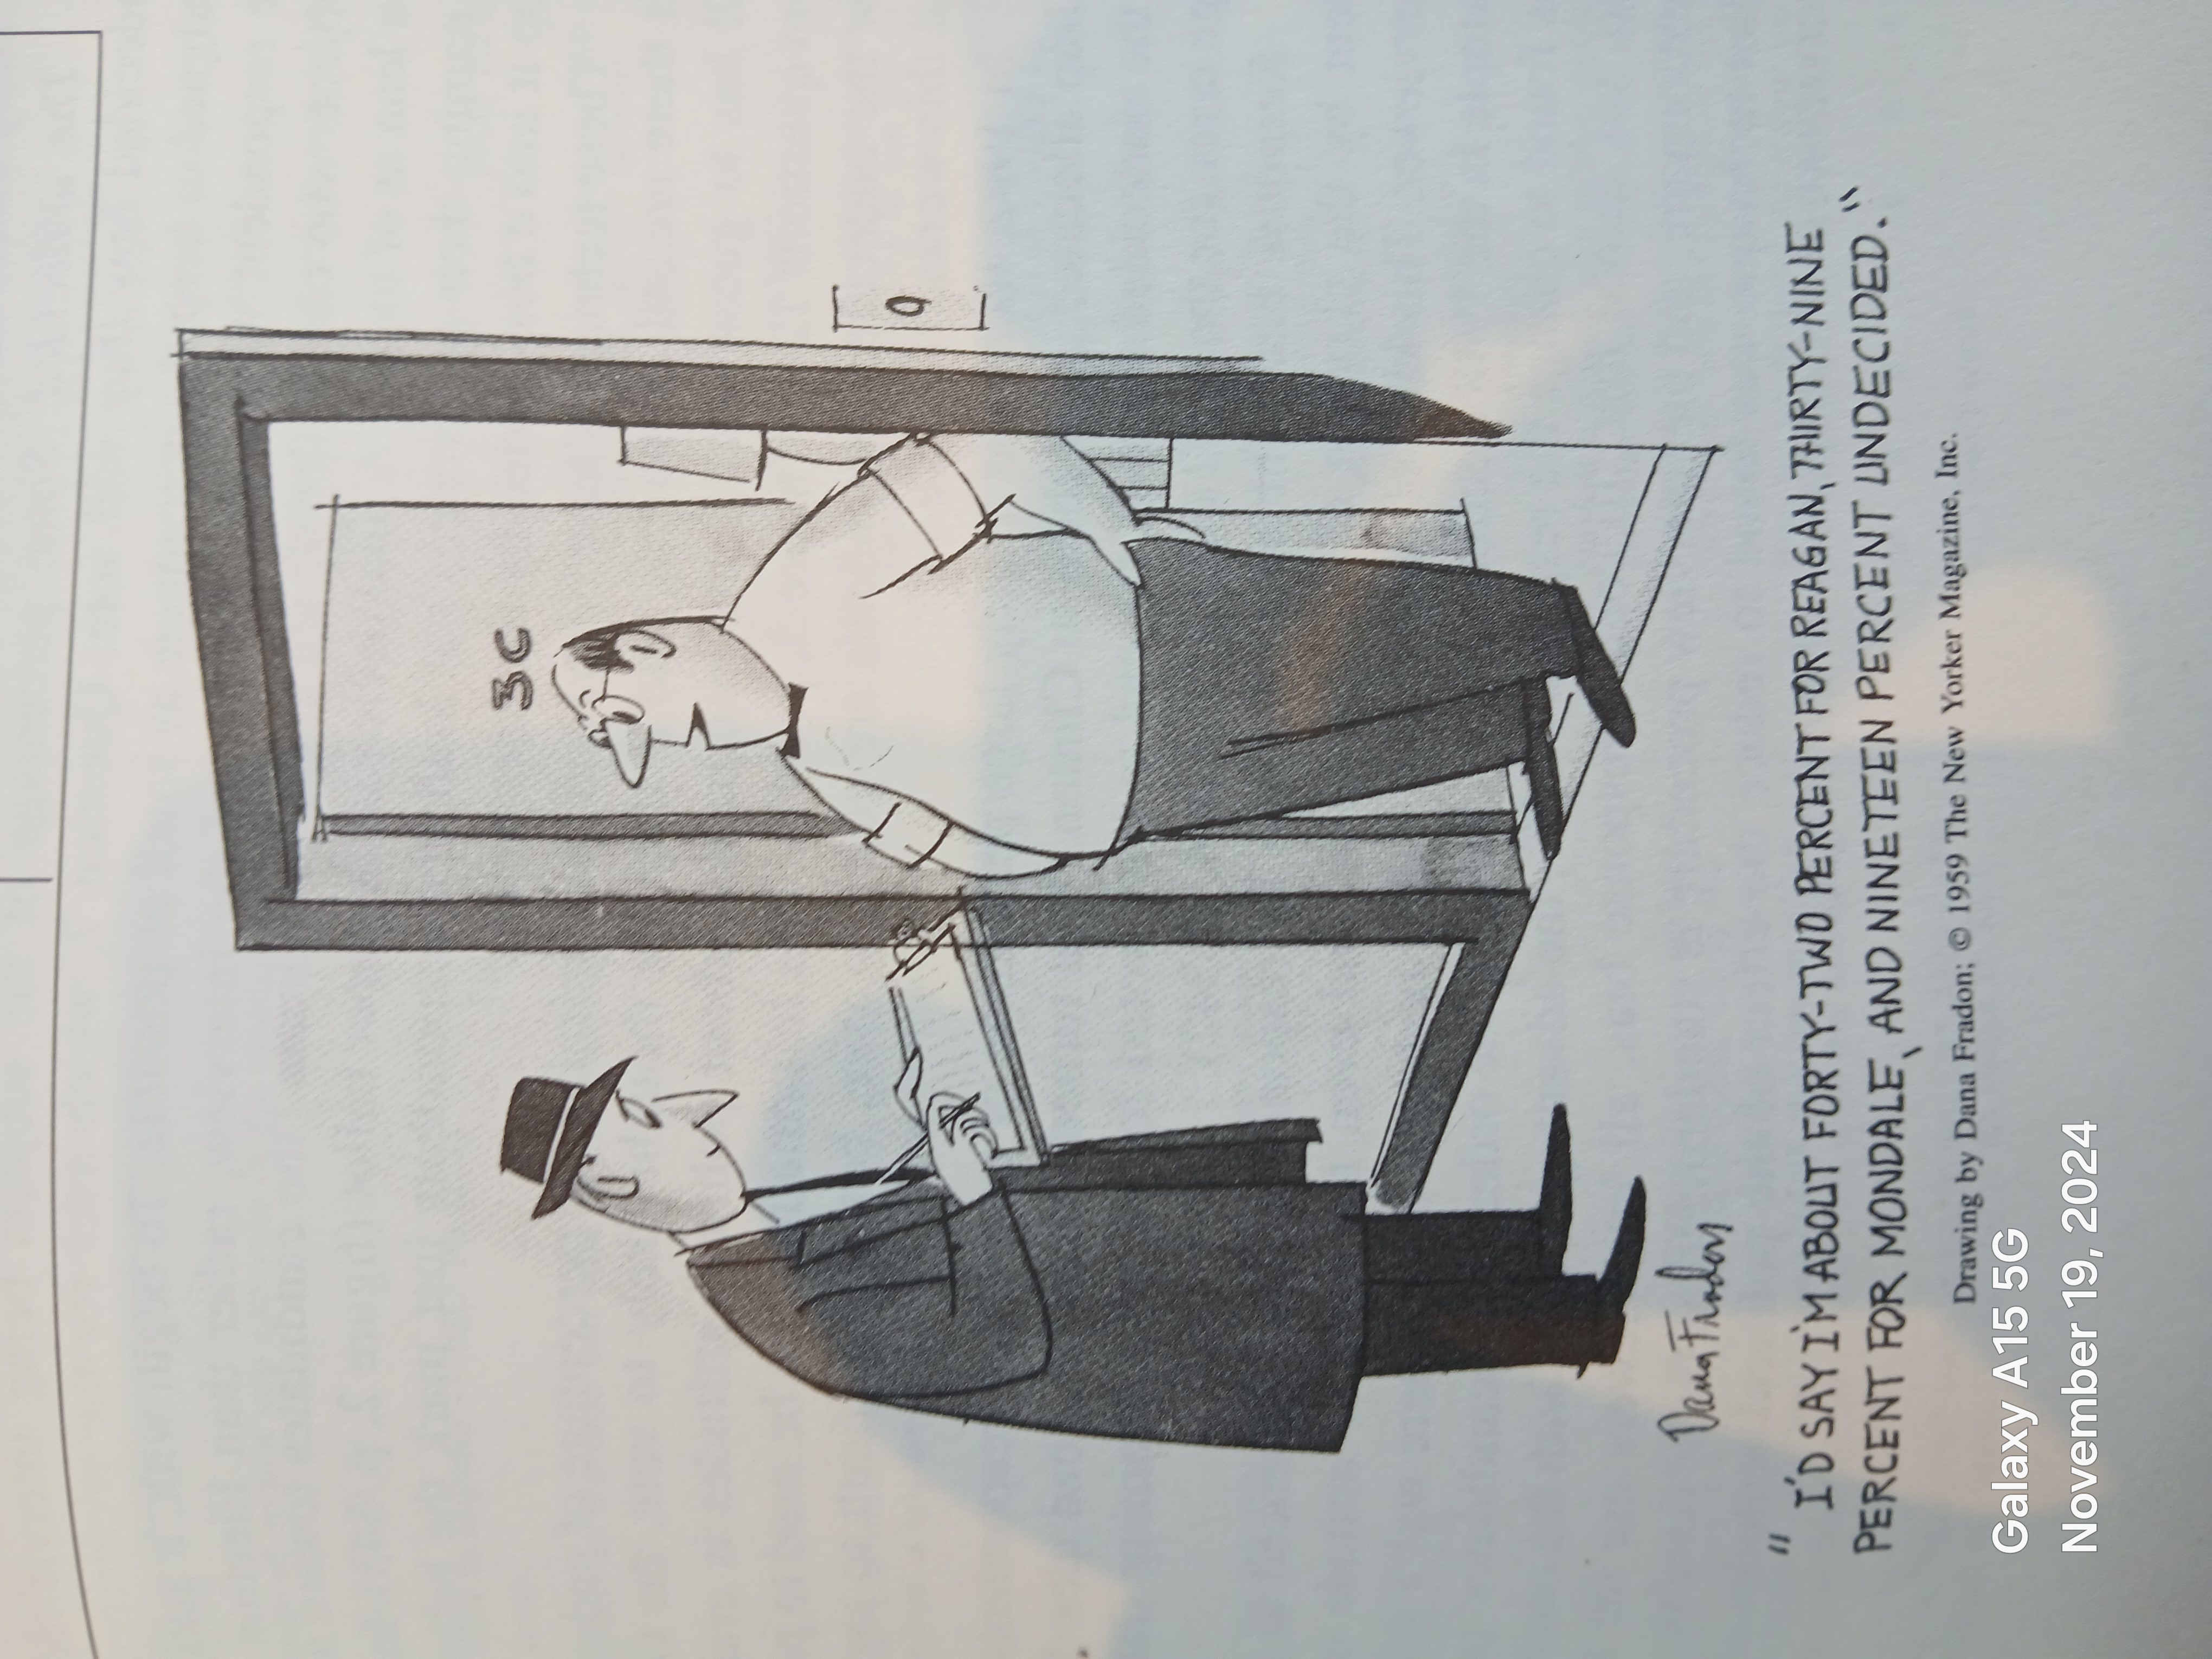 3C
Dana Fradon
" I'D SAY I'M ABOUT FORTY-TWO PERCENT FOR REAGAN, THIRTY-NINE
PERCENT FOR MONDALE, AND NINETEEN PERCENT UNDECIDED."
Drawing by Dana Fradon; © 1959 The New Yorker Magazine, Inc.
Galaxy A15 5G
November 19, 2024